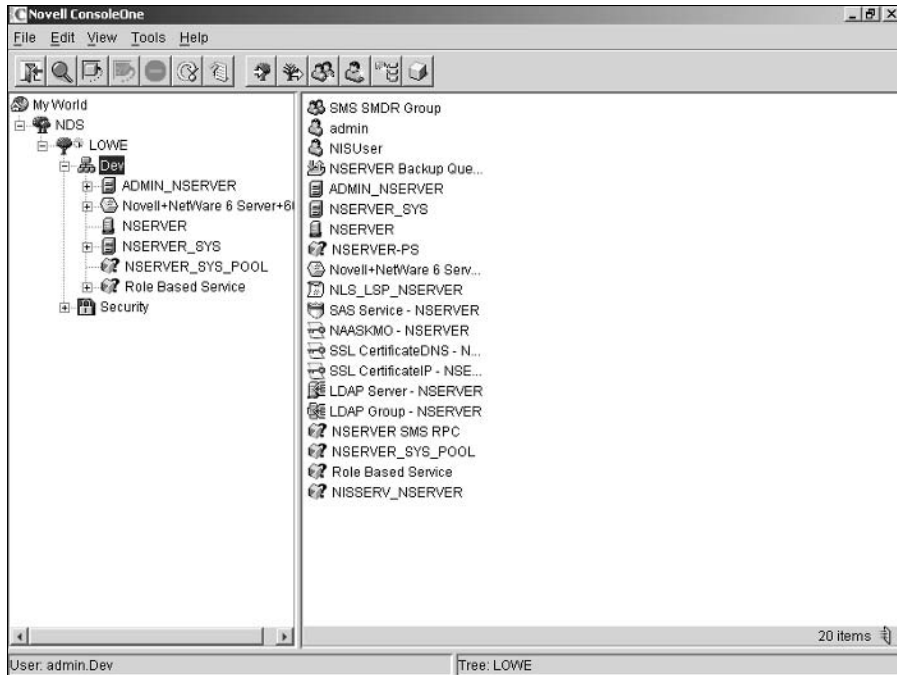 Novell ConsoleOne
File Edit View Tools Help
My World
NDS
LOWE
Dev
ADMIN_NSERVER
Novell+NetWare 6 Server+6
NSERVER
NSERVER_SYS
NSERVER_SYS_POOL
Role Based Service
Security
SMS SMDR Group
admin
NISUser
NSERVER Backup Que...
ADMIN_NSERVER
NSERVER_SYS
NSERVER
NSERVER-PS
Novell+NetWare 6 Serv...
NLS_LSP_NSERVER
SAS Service - NSERVER
NAASKMO - NSERVER
SSL CertificateDNS - N...
SSL CertificateIP - NSE...
LDAP Server - NSERVER
LDAP Group - NSERVER
NSERVER SMS RPC
NSERVER_SYS_POOL
Role Based Service
NISSERV_NSERVER
20 items
User: admin.Dev
Tree: LOWE